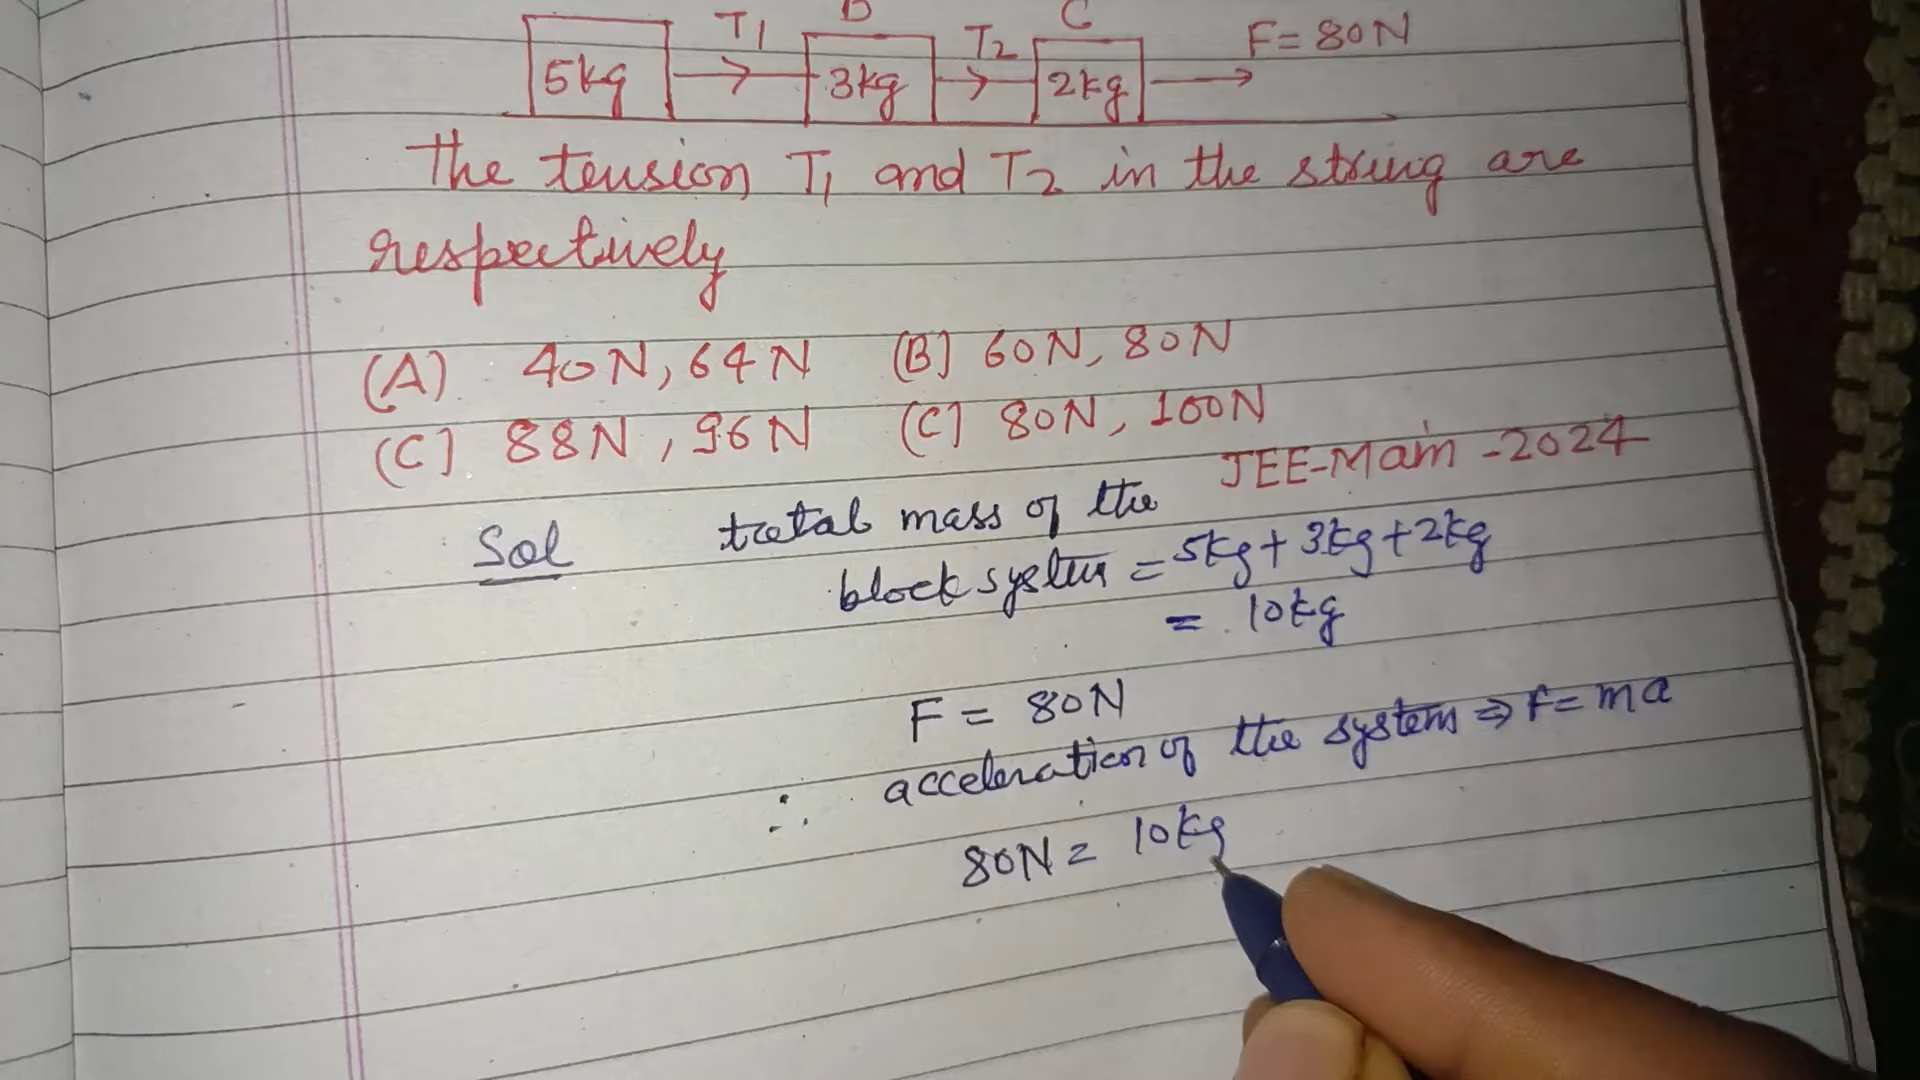 T1 B T2 C F= 80N
5kg 3kg 2kg
The tension T1 and T2 in the string are
respectively
(A) 40N, 64N (B) 60N, 80N
(C) 88N, 96N (C) 80N, 100N
JEE-Main -2024
Sol total mass of the
block system = 5kg + 3kg + 2kg
= 10kg
F = 80N
∴ acceleration of the system ⇒ F = ma
80N = 10kg